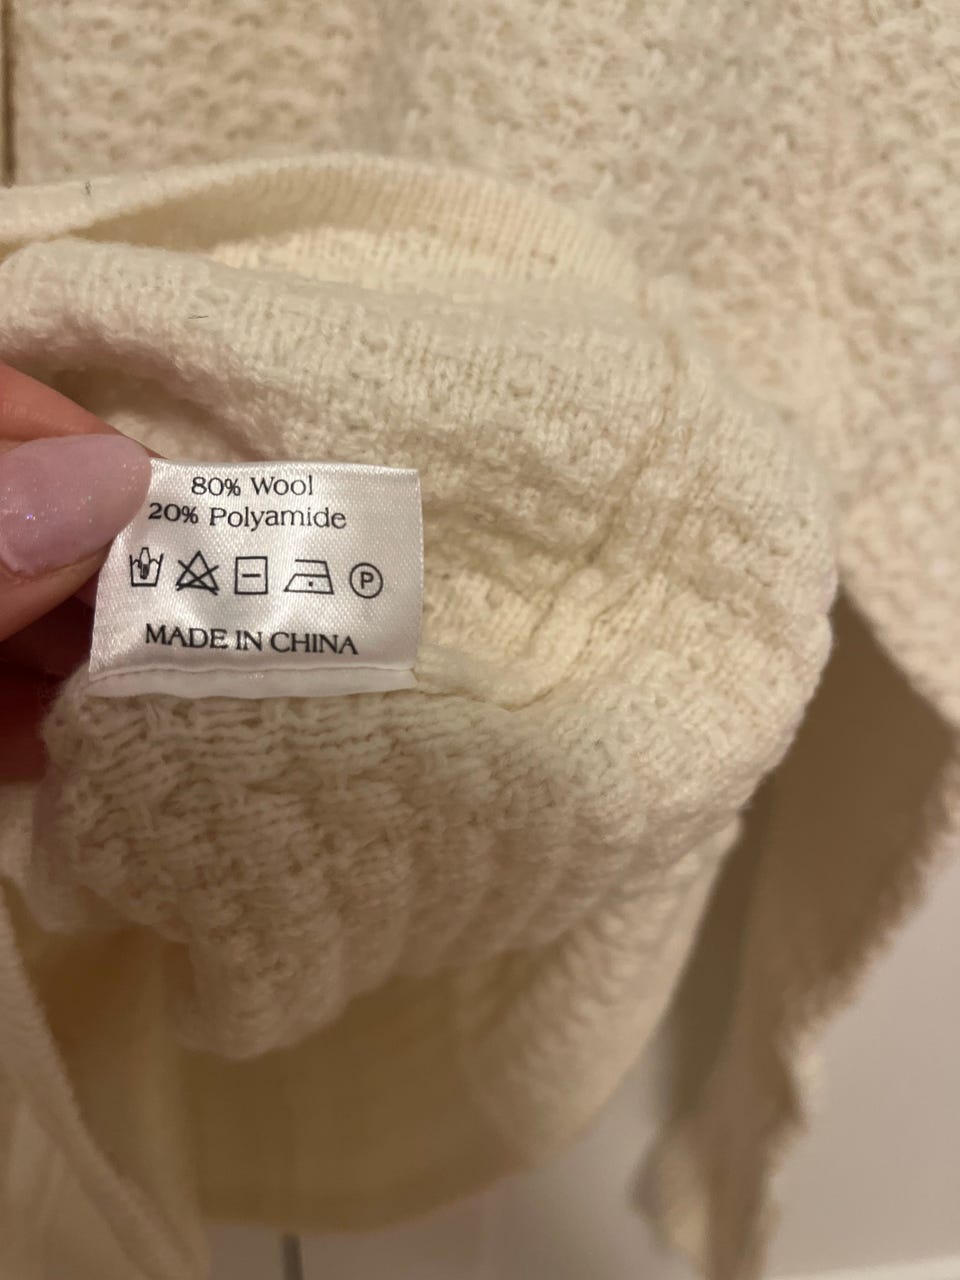 80% Wool
20% Polyamide
P
MADE IN CHINA